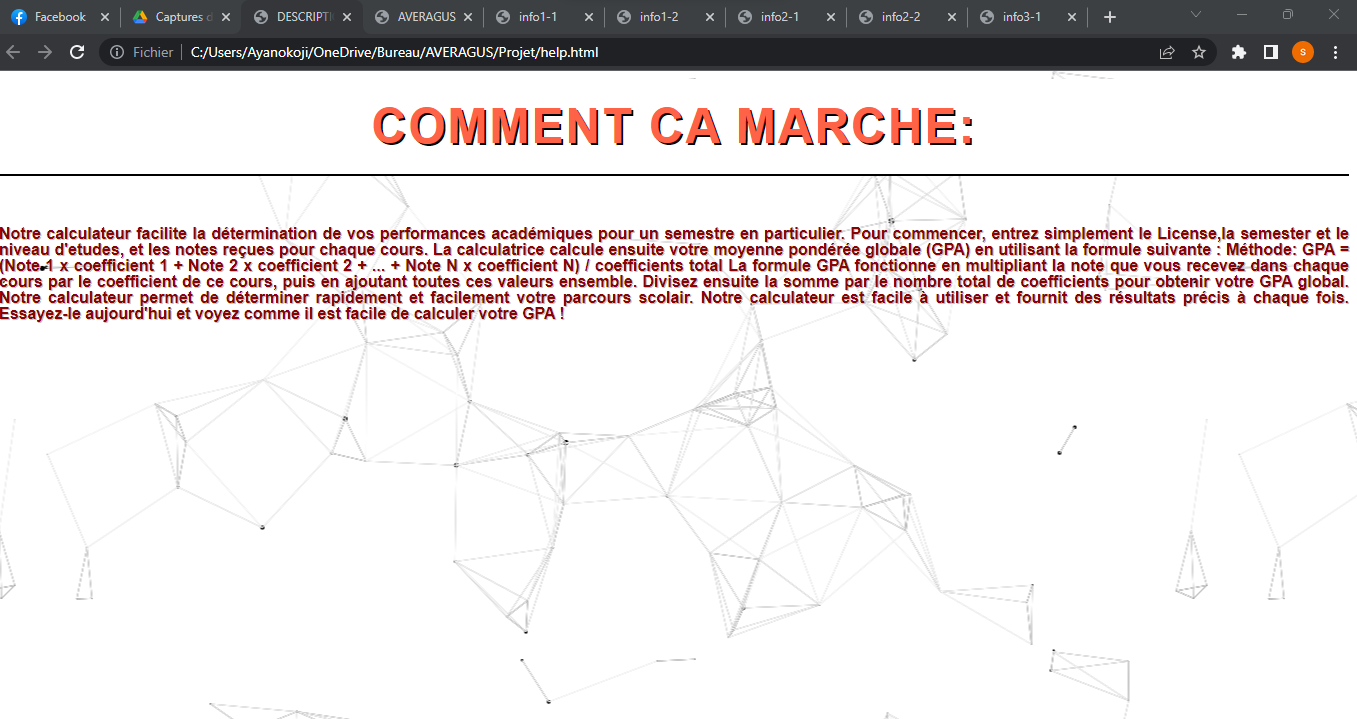 Facebook Captures d DESCRIPTI AVERAGUS info1-1 info1-2 info2-1 info2-2 info3-1
Fichier C:/Users/Ayanokoji/OneDrive/Bureau/AVERAGUS/Projet/help.html s
COMMENT CA MARCHE:
Notre calculateur facilite la détermination de vos performances académiques pour un semestre en particulier. Pour commencer, entrez simplement le License,la semester et le
niveau d'etudes, et les notes reçues pour chaque cours. La calculatrice calcule ensuite votre moyenne pondérée globale (GPA) en utilisant la formule suivante : Méthode: GPA =
(Note 1 x coefficient 1 + Note 2 x coefficient 2 + ... + Note N x coefficient N) / coefficients total La formule GPA fonctionne en multipliant la note que vous recevez dans chaque
cours par le coefficient de ce cours, puis en ajoutant toutes ces valeurs ensemble. Divisez ensuite la somme par le nombre total de coefficients pour obtenir votre GPA global.
Notre calculateur permet de déterminer rapidement et facilement votre parcours scolair. Notre calculateur est facile à utiliser et fournit des résultats précis à chaque fois.
Essayez-le aujourd'hui et voyez comme il est facile de calculer votre GPA !